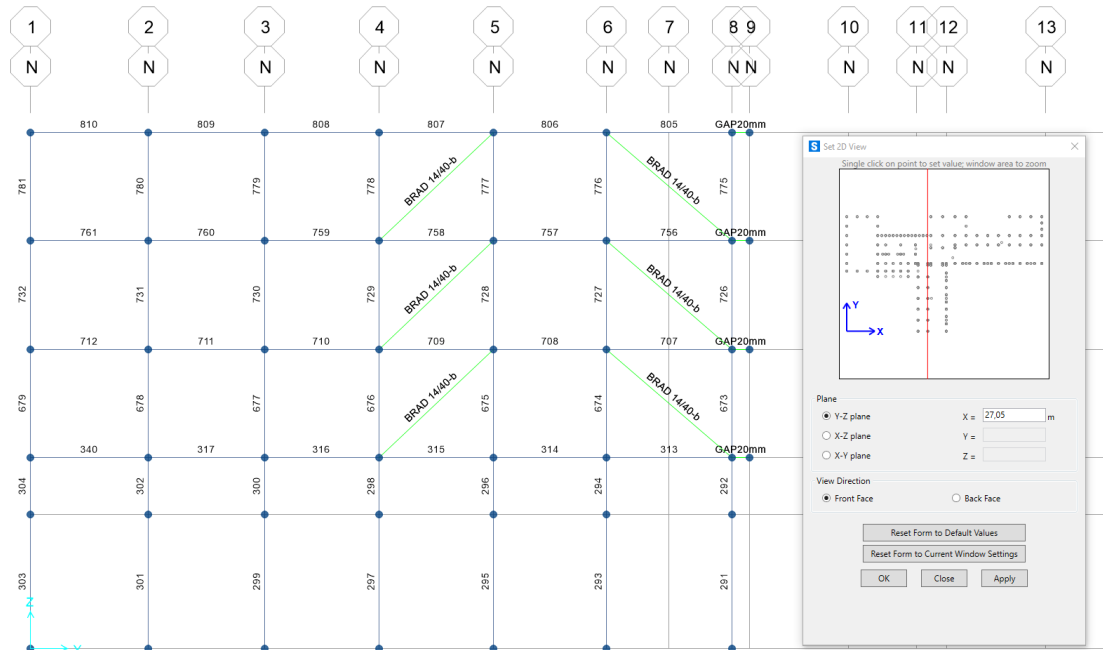 1 2 3 4 5 6 7 8 9 10 11 12 13
N N N N N N N N N N N N N
810 809 808 807 806 805 GAP20mm
781 780 779 778 BRAD 14/40-b 777 776 BRAD 14/40-b 775
761 760 759 758 757 756 GAP20mm
732 731 730 729 BRAD 14/40-b 728 727 BRAD 14/40-b 726
712 711 710 709 708 707 GAP20mm
679 678 677 676 BRAD 14/40-b 675 674 BRAD 14/40-b 673
340 317 316 315 314 313 GAP20mm
304 302 300 298 296 294 292
303 301 299 297 295 293 291
Z
Y
S Set 2D View
Single click on point to set value; window area to zoom
Y
X
Plane
Y-Z plane X = 27,05 m
X-Z plane Y =
X-Y plane Z =
View Direction
Front Face Back Face
Reset Form to Default Values
Reset Form to Current Window Settings
OK Close Apply